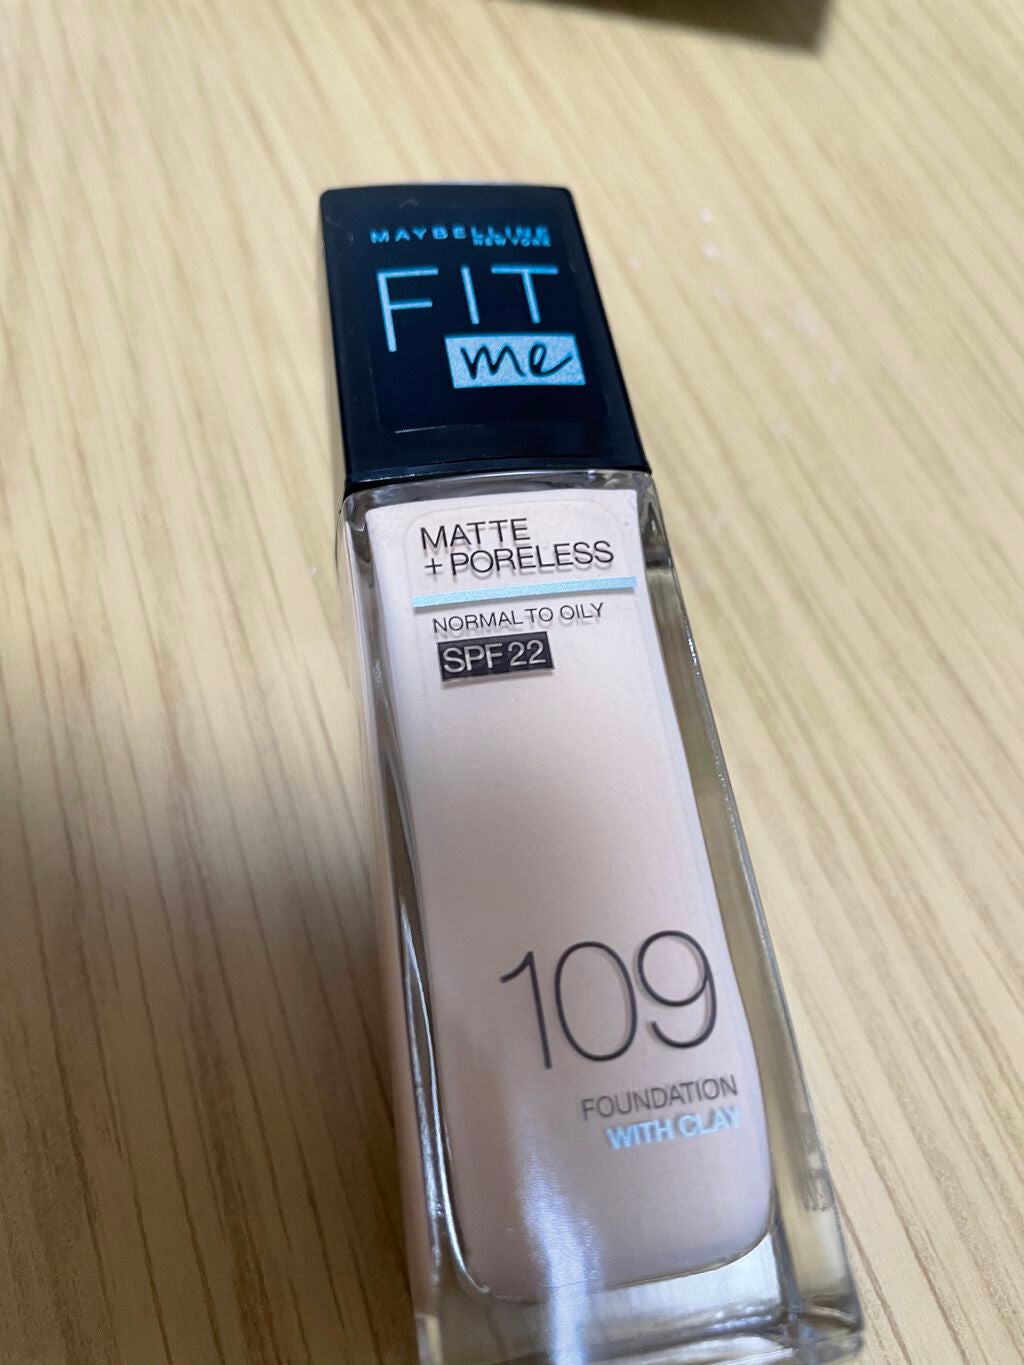 MAYBELLINE
NEW YORK
FIT
me
MATTE
+ PORELESS
NORMAL TO OILY
SPF 22
109
FOUNDATION
WITH CLAY